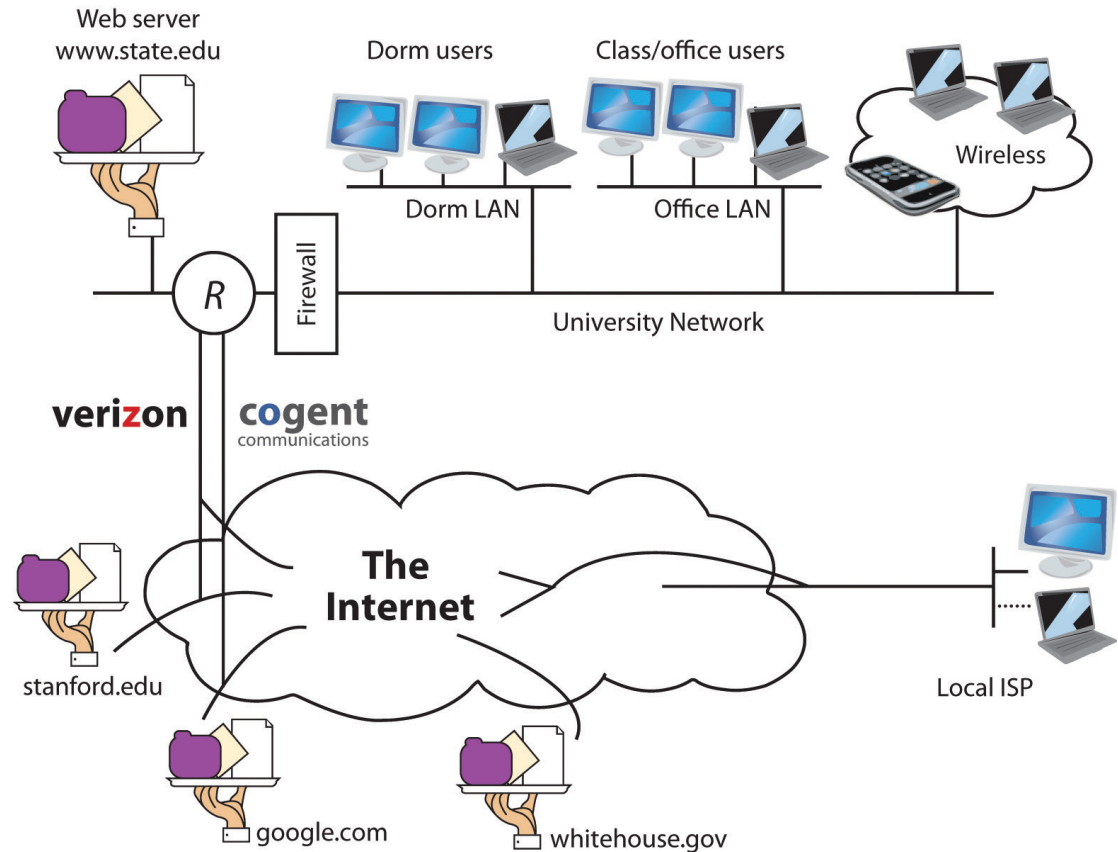 Web server
www.state.edu
Dorm users
Class/office users
Wireless
Dorm LAN
Office LAN
R
Firewall
University Network
verizon
cogent
communications
The
Internet
stanford.edu
Local ISP
google.com
whitehouse.gov